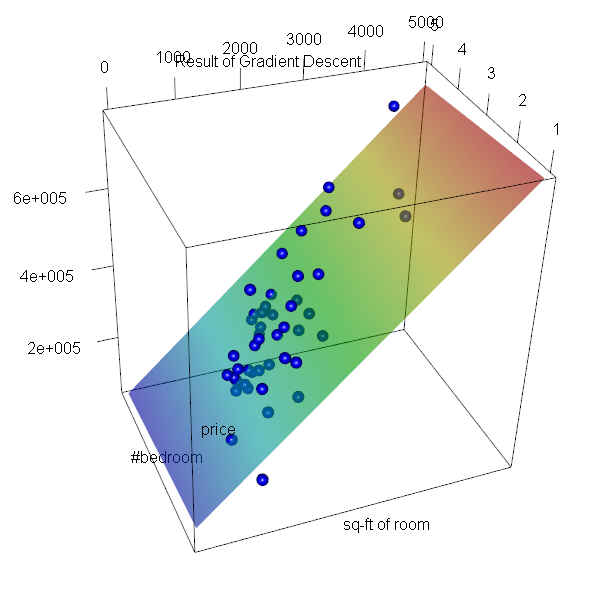 0
1000
2000
3000
4000
5000
5
4
3
2
1
Result of Gradient Descent
6e+005
4e+005
2e+005
price
#bedroom
sq-ft of room